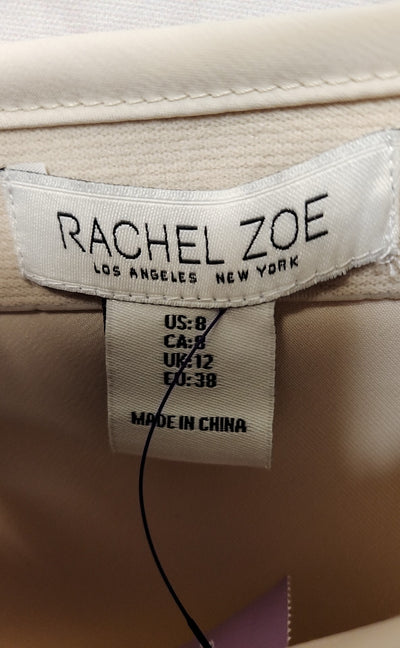 RACHEL ZOE
LOS ANGELES NEW YORK
US:8
CA:8
UK:12
EU:38
MADE IN CHINA